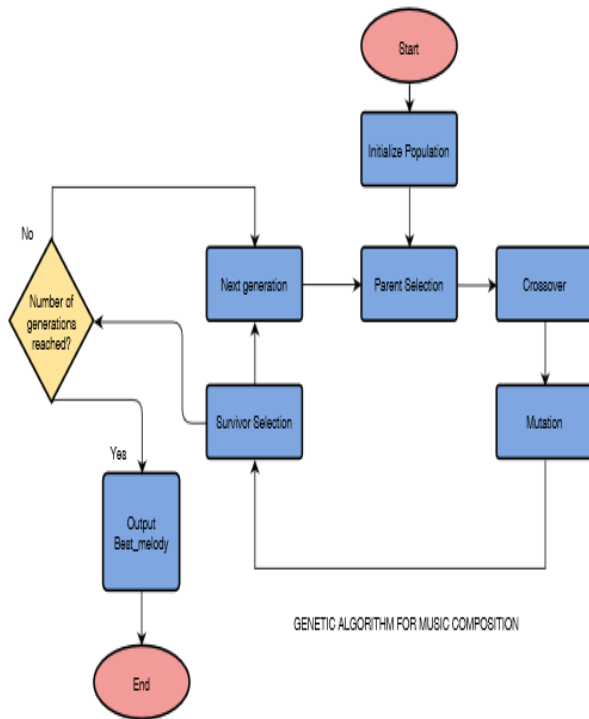 Start
Initialize Population
No
Number of
generations
reached?
Next generation
Parent Selection
Crossover
Survivor Selection
Mutation
Yes
Output
Best_melody
GENETIC ALGORITHM FOR MUSIC COMPOSITION
End